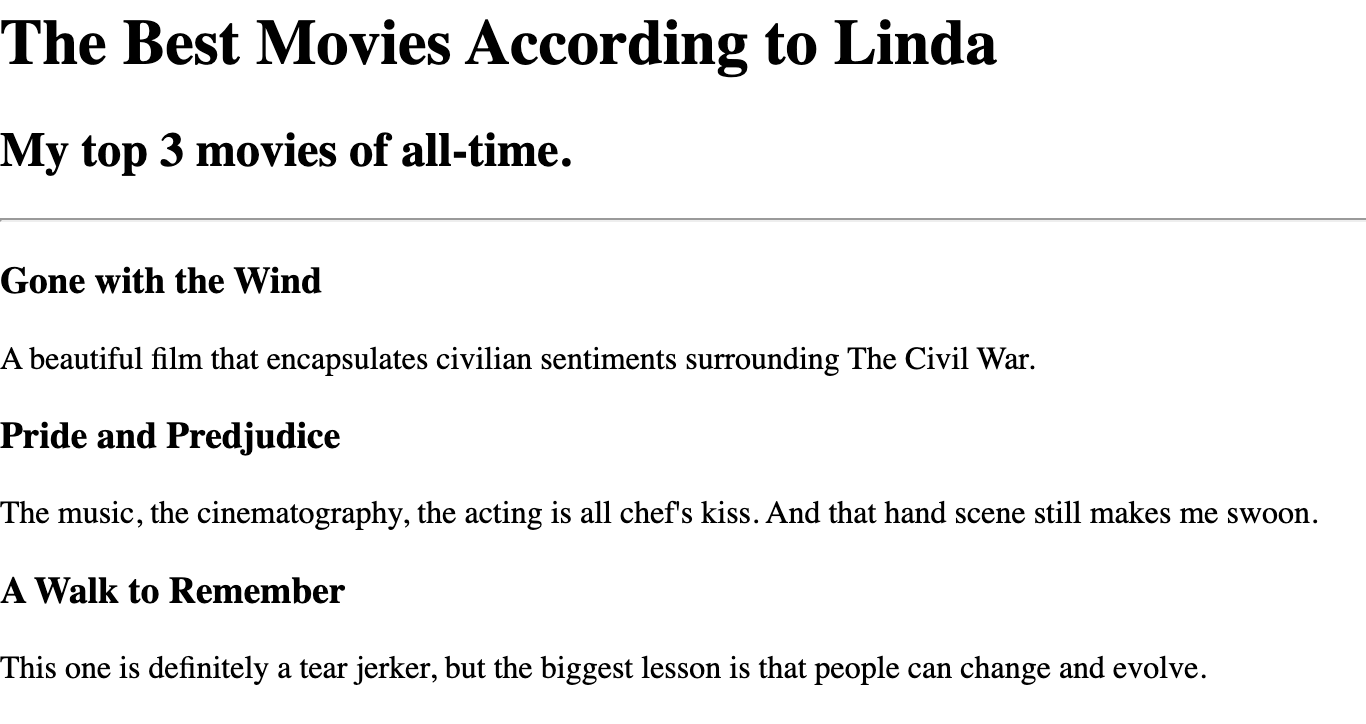 The Best Movies According to Linda
My top 3 movies of all-time.
Gone with the Wind
A beautiful film that encapsulates civilian sentiments surrounding The Civil War.
Pride and Predjudice
The music, the cinematography, the acting is all chef's kiss. And that hand scene still makes me swoon.
A Walk to Remember
This one is definitely a tear jerker, but the biggest lesson is that people can change and evolve.